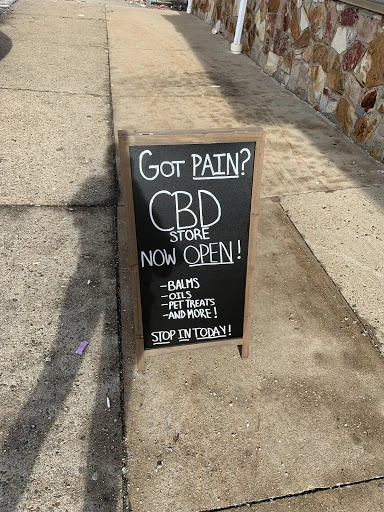 GOT PAIN?
CBD
STORE
NOW OPEN!
-BALMS
-OILS
-PET TREATS
-AND MORE!
STOP IN TODAY!